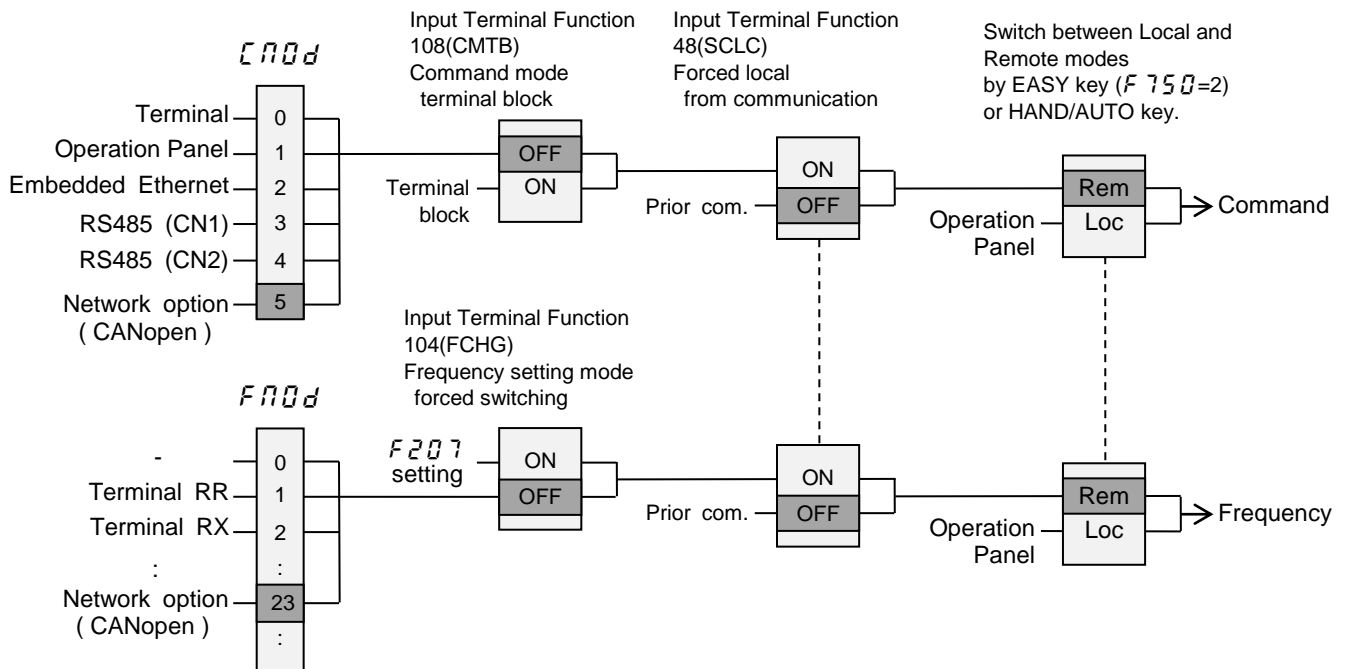 Input Terminal Function
108(CMTB)
Command mode
terminal block
Input Terminal Function
48(SCLC)
Forced local
from communication
Switch between Local and
Remote modes
by EASY key (F750=2)
or HAND/AUTO key.
CMOd
Terminal
0
Operation Panel
1
Embedded Ethernet
2
RS485 (CN1)
3
RS485 (CN2)
4
Network option
( CANopen )
5
OFF
Terminal
block
ON
ON
Prior com.
OFF
Rem
Operation
Panel
Loc
Command
Input Terminal Function
104(FCHG)
Frequency setting mode
forced switching
FMOd
-
0
Terminal RR
1
Terminal RX
2
:
:
Network option
( CANopen )
23
:
F207
setting
ON
OFF
ON
Prior com.
OFF
Rem
Operation
Panel
Loc
Frequency